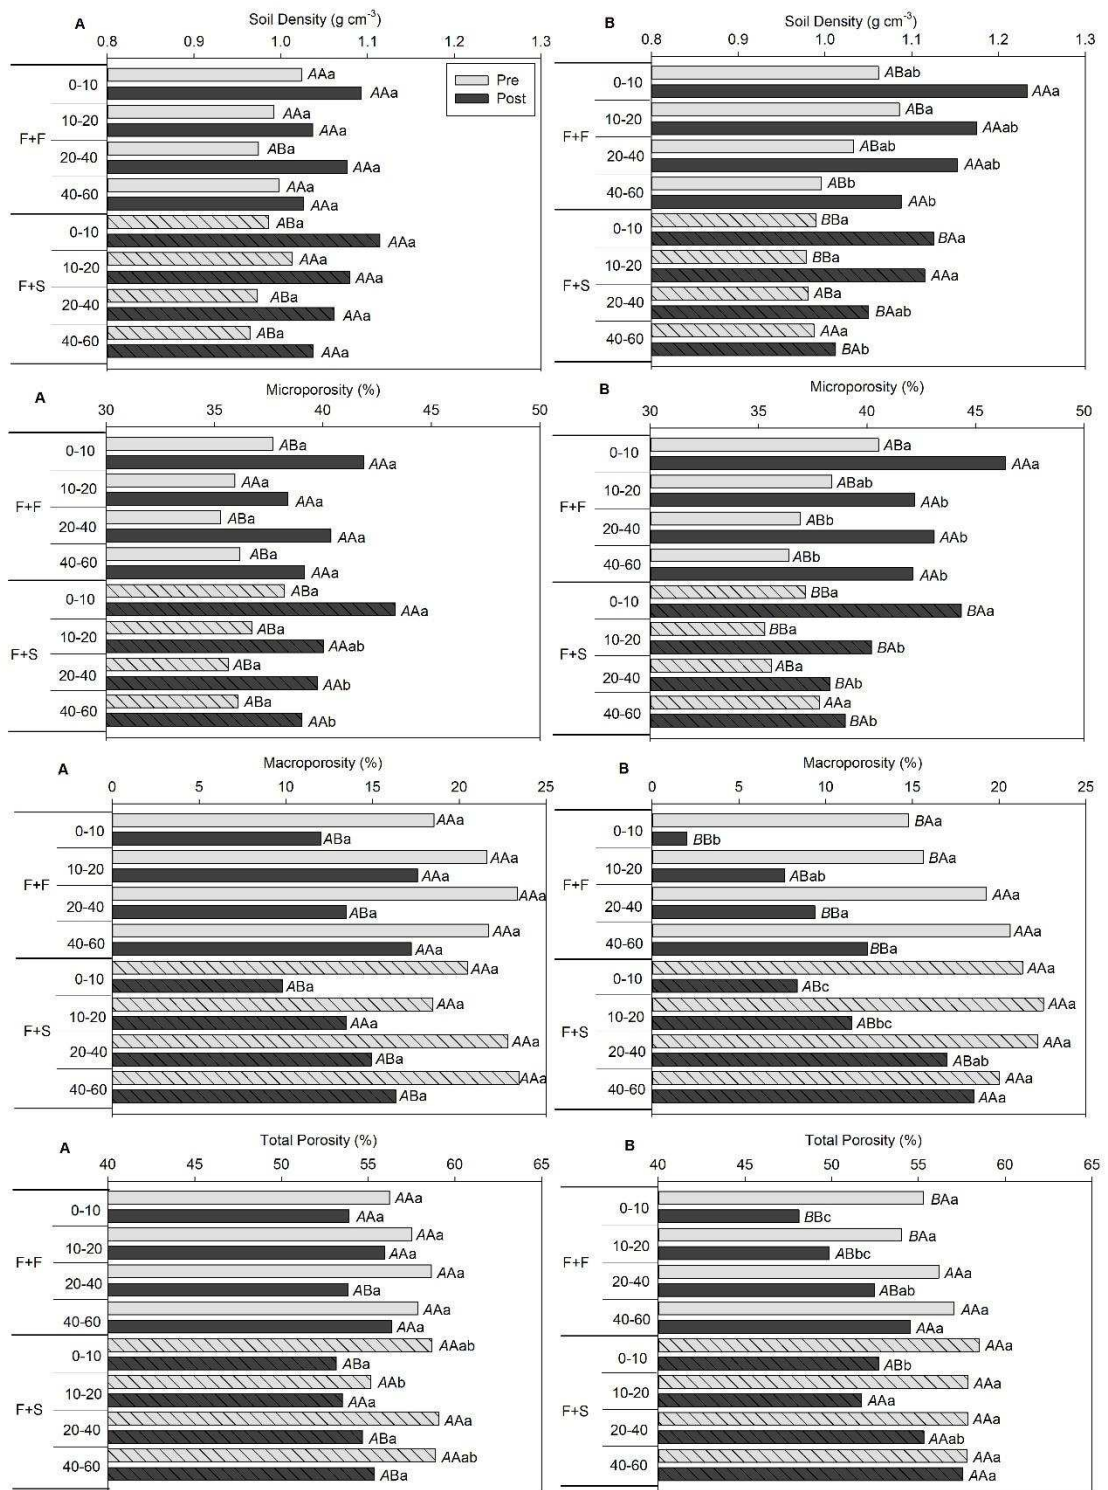 A
Soil Density (g cm-3)
0.8 0.9 1.0 1.1 1.2 1.3
Pre
Post
F+F
0-10 AAa
AAa
10-20 AAa
AAa
20-40 ABa
AAa
40-60 AAa
AAa
F+S
0-10 ABa
AAa
10-20 AAa
AAa
20-40 ABa
AAa
40-60 ABa
AAa
B
Soil Density (g cm-3)
0.8 0.9 1.0 1.1 1.2 1.3
F+F
0-10 ABab
AAa
10-20 ABa
AAab
20-40 ABab
AAab
40-60 ABb
AAb
F+S
0-10 BBa
BAa
10-20 BBa
AAa
20-40 ABa
BAab
40-60 AAa
BAb
A
Microporosity (%)
30 35 40 45 50
F+F
0-10 ABa
AAa
10-20 AAa
AAa
20-40 ABa
AAa
40-60 ABa
AAa
F+S
0-10 ABa
AAa
10-20 ABa
AAab
20-40 ABa
AAb
40-60 ABa
AAb
B
Microporosity (%)
30 35 40 45 50
F+F
0-10 ABa
AAa
10-20 ABab
AAb
20-40 ABb
AAb
40-60 ABb
AAb
F+S
0-10 BBa
BAa
10-20 BBa
BAb
20-40 ABa
BAb
40-60 AAa
BAb
A
Macroporosity (%)
0 5 10 15 20 25
F+F
0-10 AAa
ABa
10-20 AAa
AAa
20-40 AAa
ABa
40-60 AAa
AAa
F+S
0-10 AAa
ABa
10-20 AAa
AAa
20-40 AAa
ABa
40-60 AAa
ABa
B
Macroporosity (%)
0 5 10 15 20 25
F+F
0-10 BAa
BBb
10-20 BAa
ABab
20-40 AAa
BBa
40-60 AAa
BBa
F+S
0-10 AAa
ABc
10-20 AAa
ABbc
20-40 AAa
ABab
40-60 AAa
AAa
A
Total Porosity (%)
40 45 50 55 60 65
F+F
0-10 AAa
AAa
10-20 AAa
AAa
20-40 AAa
ABa
40-60 AAa
AAa
F+S
0-10 AAab
ABa
10-20 AAb
AAa
20-40 AAa
ABa
40-60 AAab
ABa
B
Total Porosity (%)
40 45 50 55 60 65
F+F
0-10 BAa
BBc
10-20 BAa
ABbc
20-40 AAa
ABab
40-60 AAa
AAa
F+S
0-10 AAa
ABb
10-20 AAa
AAa
20-40 AAa
AAab
40-60 AAa
AAa